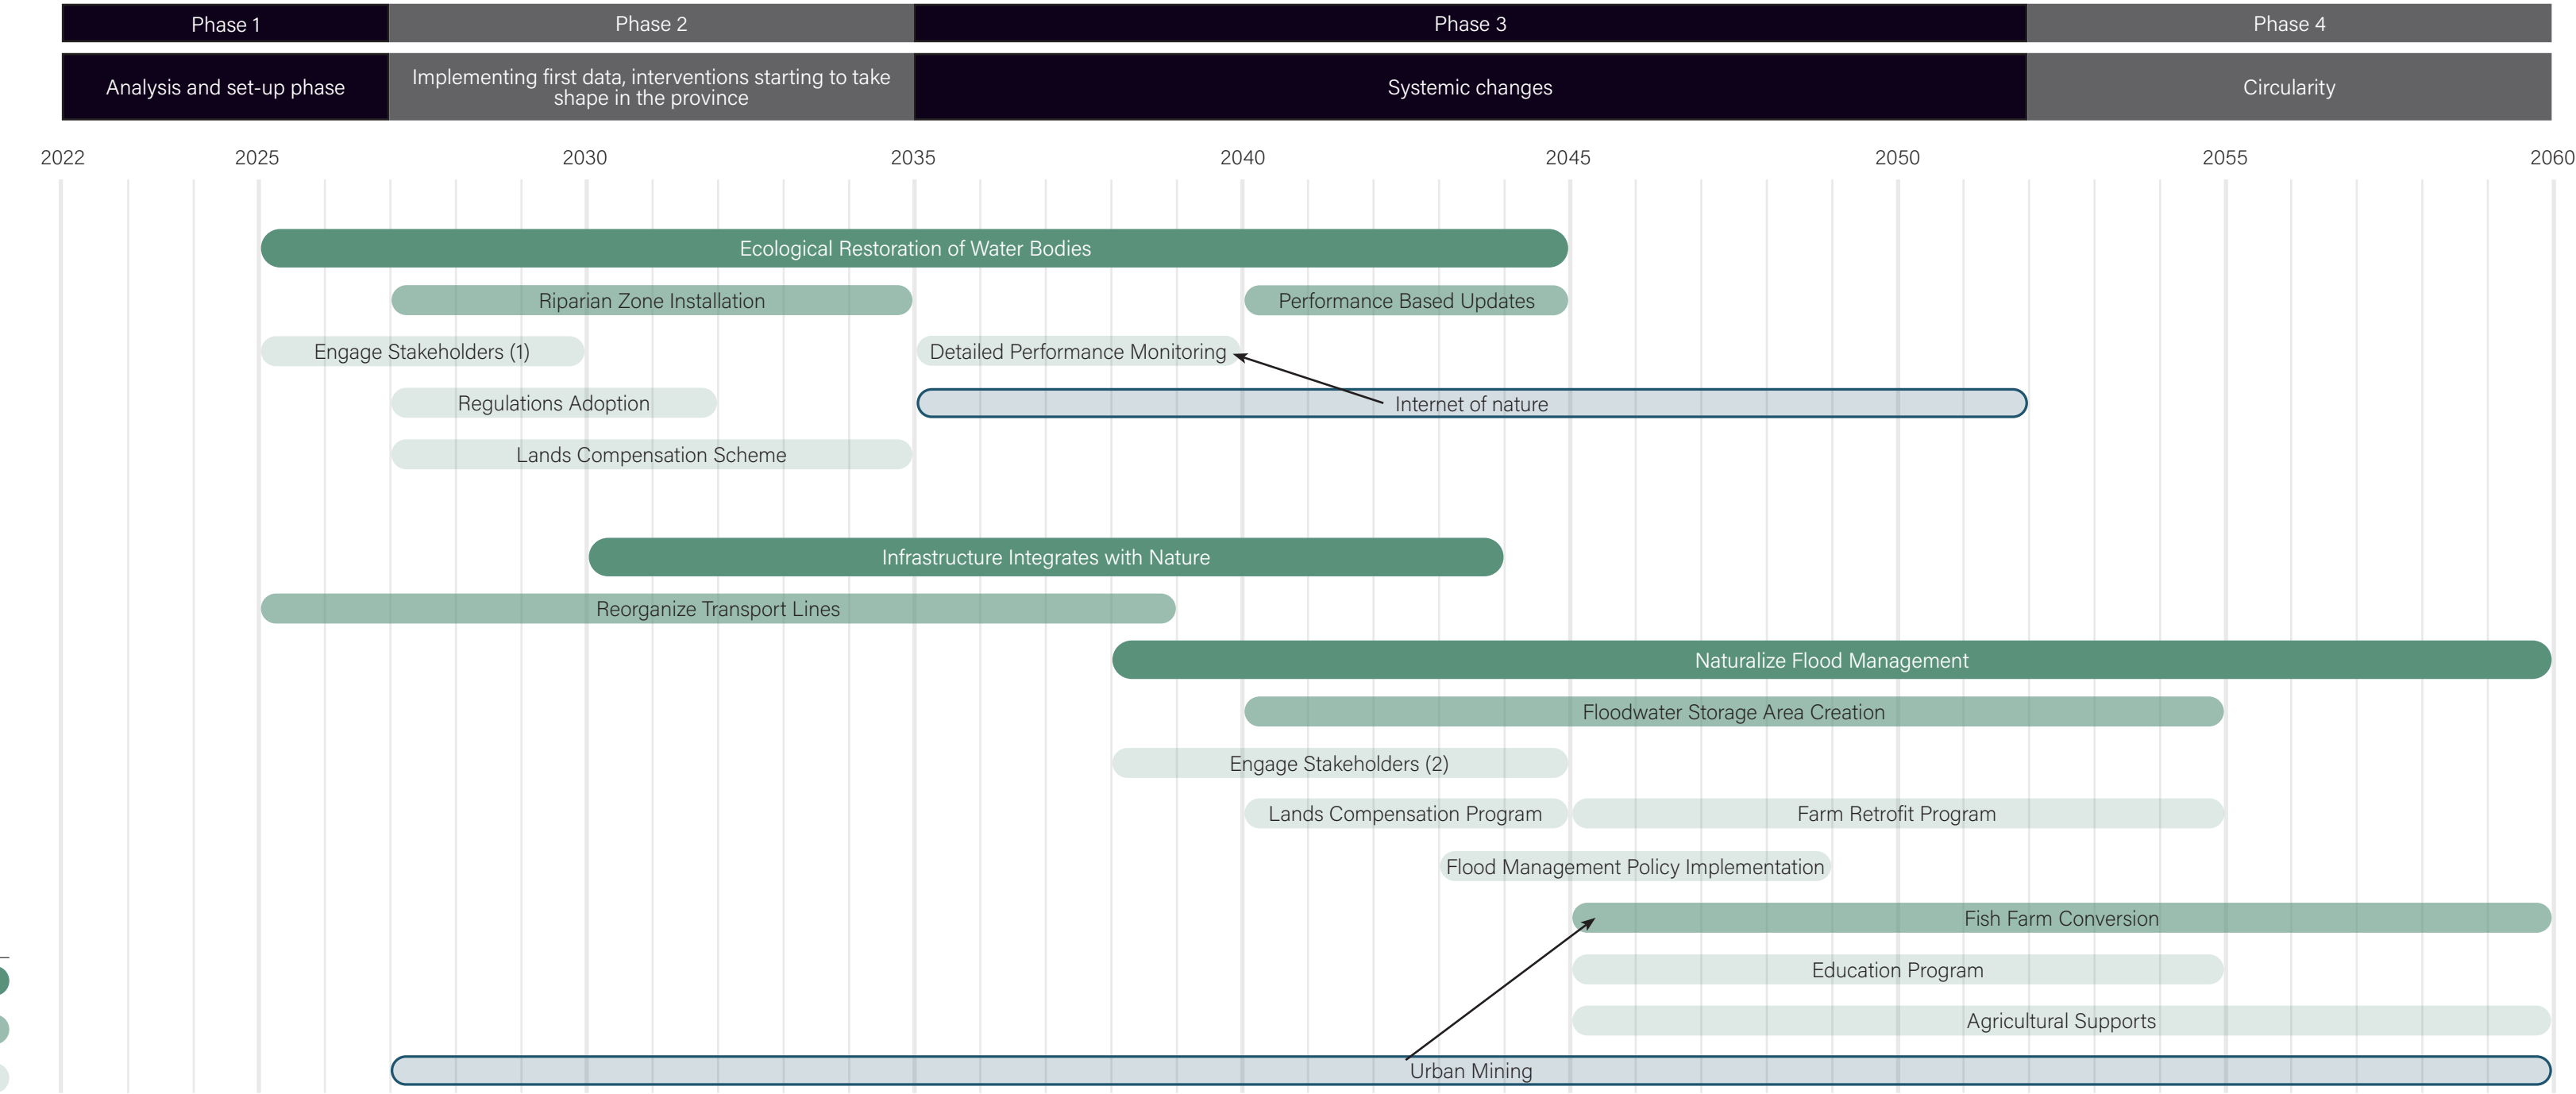 Phase 1
Phase 2
Phase 3
Phase 4
Analysis and set-up phase
Implementing first data, interventions starting to take
shape in the province
Systemic changes
Circularity
2022
2025
2030
2035
2040
2045
2050
2055
2060
Ecological Restoration of Water Bodies
Riparian Zone Installation
Performance Based Updates
Engage Stakeholders (1)
Detailed Performance Monitoring
Regulations Adoption
Internet of nature
Lands Compensation Scheme
Infrastructure Integrates with Nature
Reorganize Transport Lines
Naturalize Flood Management
Floodwater Storage Area Creation
Engage Stakeholders (2)
Lands Compensation Program
Farm Retrofit Program
Flood Management Policy Implementation
Fish Farm Conversion
Education Program
Agricultural Supports
Urban Mining